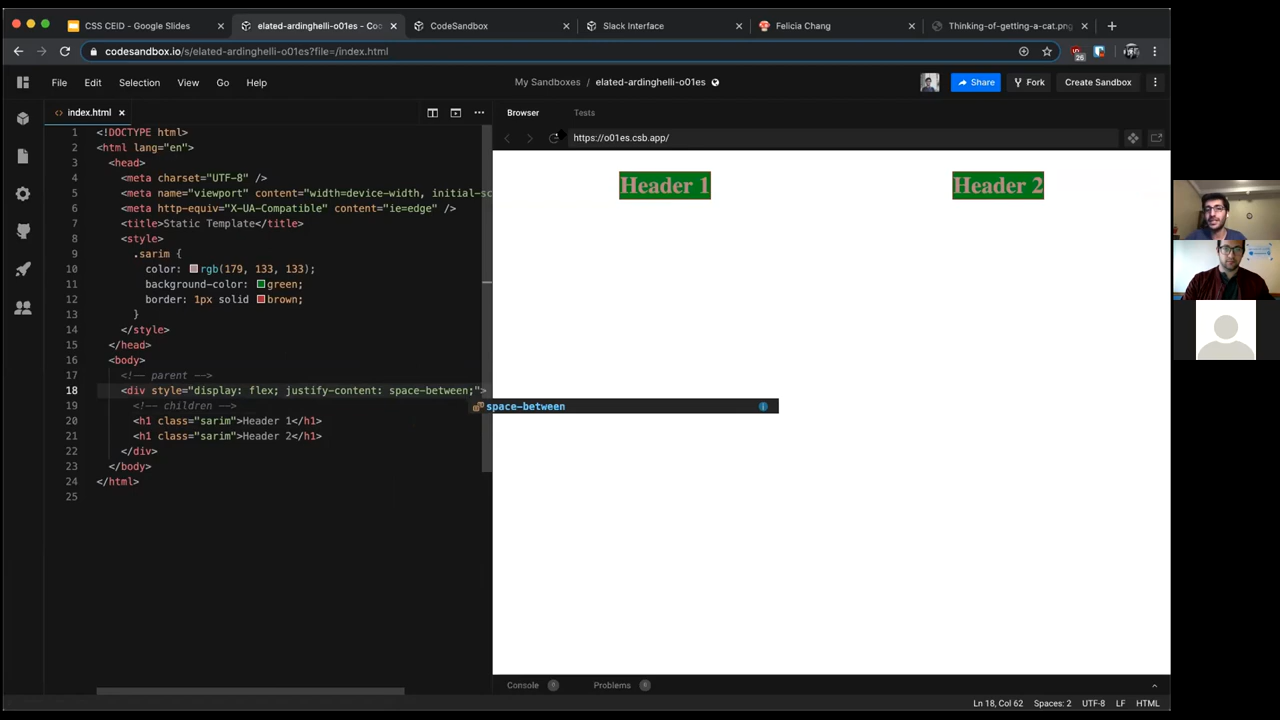 CSS CEID - Google Slides
elated-ardinghelli-o01es - Coc
CodeSandbox
Slack Interface
Felicia Chang
Thinking-of-getting-a-cat.png
codesandbox.io/s/elated-ardinghelli-o01es?file=/index.html
26
File Edit Selection View Go Help
My Sandboxes / elated-ardinghelli-o01es
Share
Fork
Create Sandbox
index.html
Browser
Tests
https://o01es.csb.app/
1 <!DOCTYPE html>
2 <html lang="en">
3 <head>
4 <meta charset="UTF-8" />
5 <meta name="viewport" content="width=device-width, initial-sc
6 <meta http-equiv="X-UA-Compatible" content="ie=edge" />
7 <title>Static Template</title>
8 <style>
9 .sarim {
10 color: rgb(179, 133, 133);
11 background-color: green;
12 border: 1px solid brown;
13 }
14 </style>
15 </head>
16 <body>
17 <!-- parent -->
18 <div style="display: flex; justify-content: space-between;">
19 <!-- children -->
space-between
20 <h1 class="sarim">Header 1</h1>
21 <h1 class="sarim">Header 2</h1>
22 </div>
23 </body>
24 </html>
25
Header 1
Header 2
Console 0
Problems 0
Ln 18, Col 62 Spaces: 2 UTF-8 LF HTML